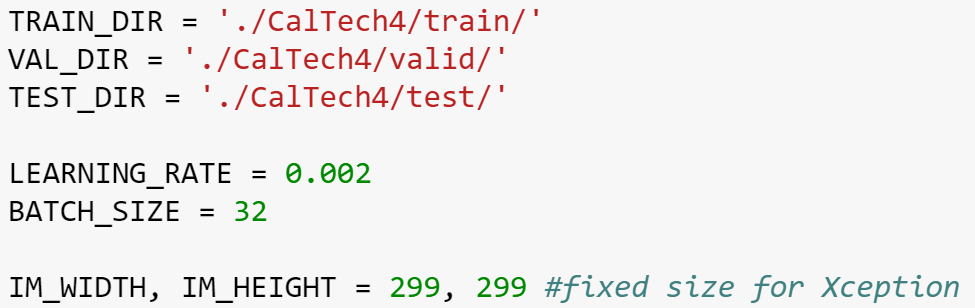 TRAIN_DIR = './CalTech4/train/'
VAL_DIR = './CalTech4/valid/'
TEST_DIR = './CalTech4/test/'
LEARNING_RATE = 0.002
BATCH_SIZE = 32
IM_WIDTH, IM_HEIGHT = 299, 299 #fixed size for Xception